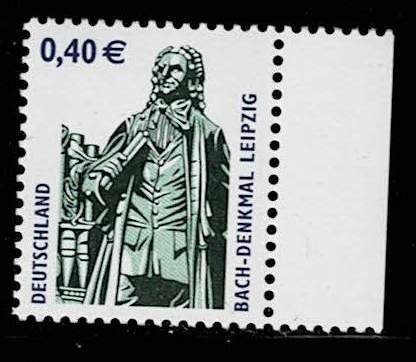 0,40 €
DEUTSCHLAND
BACH-DENKMAL LEIPZIG